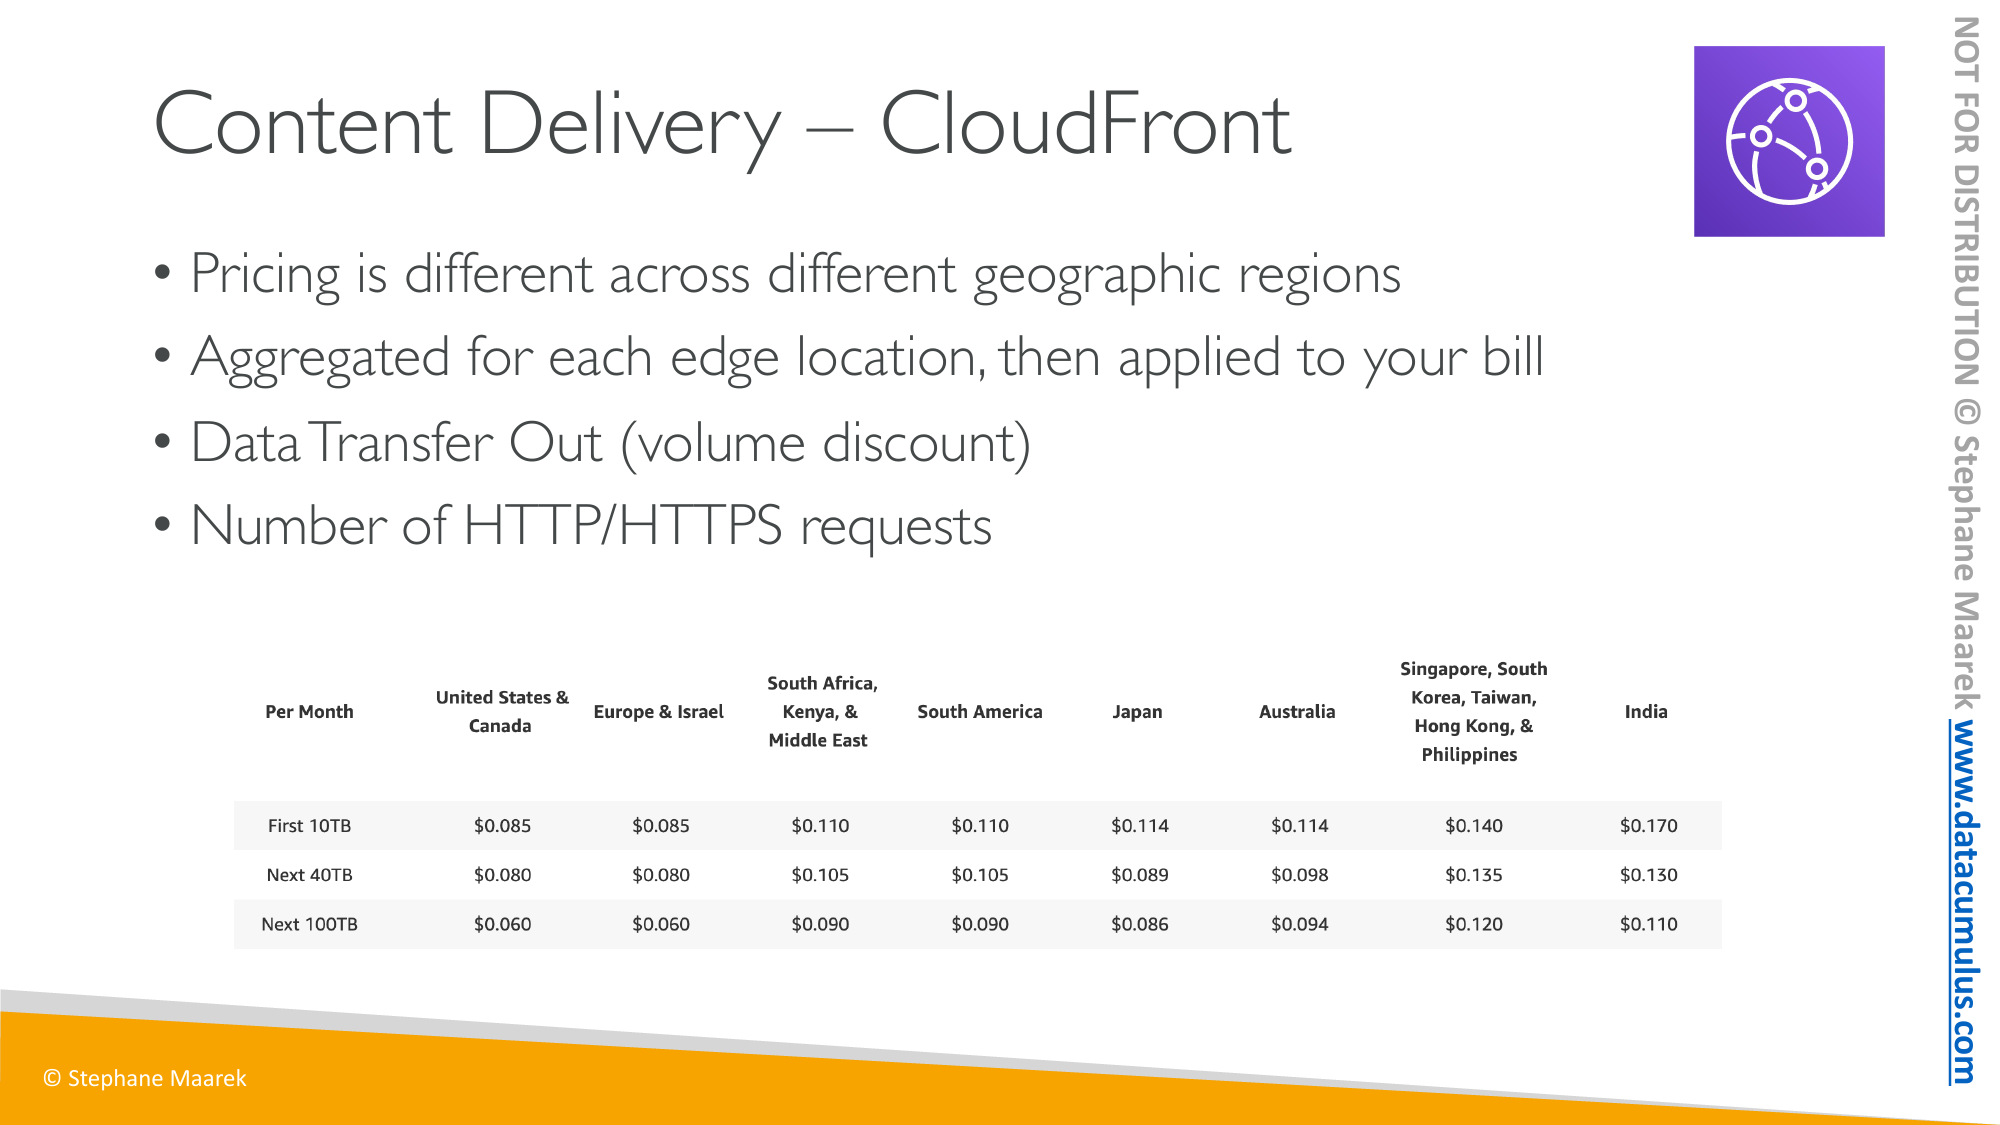 Content Delivery – CloudFront
• Pricing is different across different geographic regions
• Aggregated for each edge location, then applied to your bill
• Data Transfer Out (volume discount)
• Number of HTTP/HTTPS requests
Per Month United States & Canada Europe & Israel South Africa, Kenya, & Middle East South America Japan Australia Singapore, South Korea, Taiwan, Hong Kong, & Philippines India
First 10TB $0.085 $0.085 $0.110 $0.110 $0.114 $0.114 $0.140 $0.170
Next 40TB $0.080 $0.080 $0.105 $0.105 $0.089 $0.098 $0.135 $0.130
Next 100TB $0.060 $0.060 $0.090 $0.090 $0.086 $0.094 $0.120 $0.110
© Stephane Maarek
NOT FOR DISTRIBUTION © Stephane Maarek www.datacumulus.com